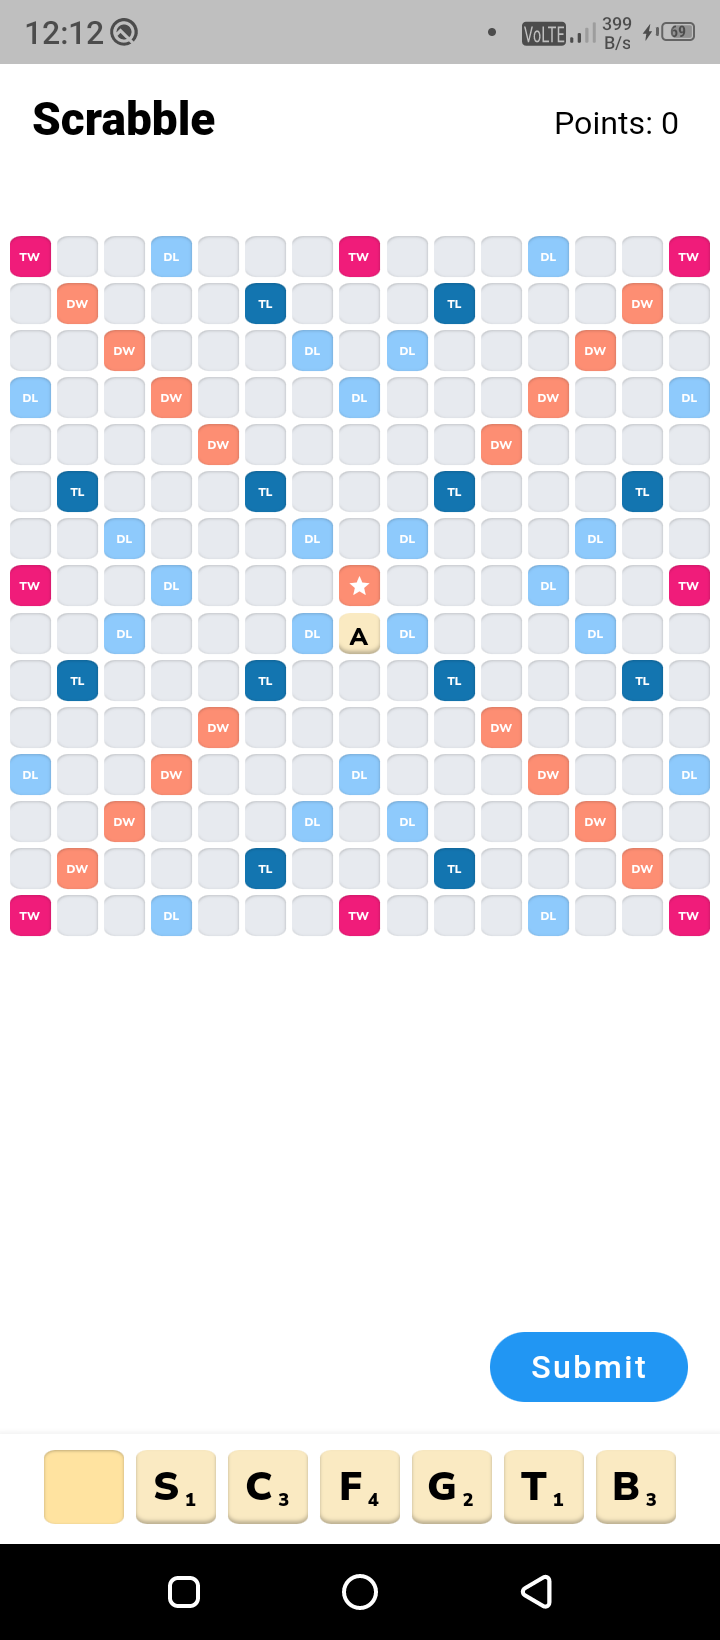 12:12 VoLTE 399 B/s 69
Scrabble Points: 0
TW DL TW DL TW
DW TL TL DW
DW DL DL DW
DL DW DL DW DL
DW DW
TL TL TL TL
DL DL DL DL
TW DL DL TW
DL DL A DL DL
TL TL TL TL
DW DW
DL DW DL DW DL
DW DL DL DW
DW TL TL DW
TW DL TW DL TW
Submit
S 1 C 3 F 4 G 2 T 1 B 3